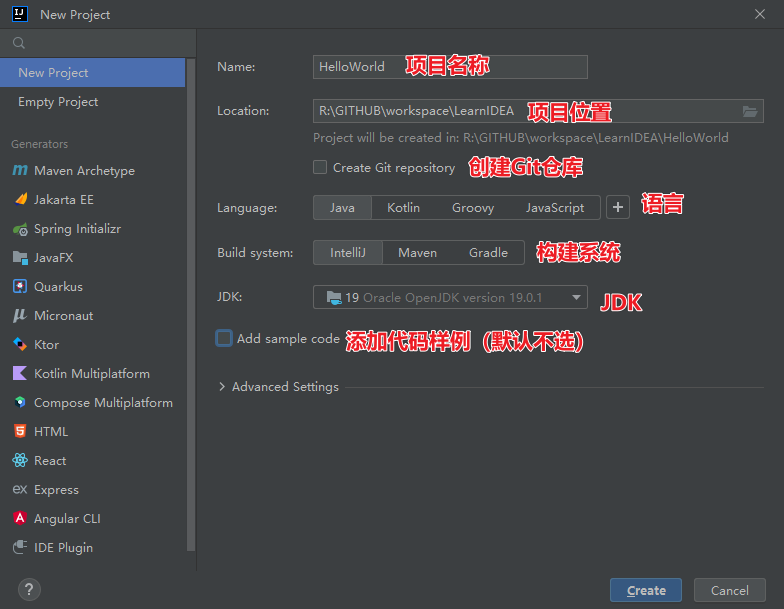 New Project
New Project
Empty Project
Generators
Maven Archetype
Jakarta EE
Spring Initializr
JavaFX
Quarkus
Micronaut
Ktor
Kotlin Multiplatform
Compose Multiplatform
HTML
React
Express
Angular CLI
IDE Plugin
Name: HelloWorld 项目名称
Location: R:\GITHUB\workspace\LearnIDEA 项目位置
Project will be created in: R:\GITHUB\workspace\LearnIDEA\HelloWorld
Create Git repository 创建Git仓库
Language: Java Kotlin Groovy JavaScript + 语言
Build system: IntelliJ Maven Gradle 构建系统
JDK: 19 Oracle OpenJDK version 19.0.1 JDK
Add sample code 添加代码样例（默认不选）
Advanced Settings
? Create Cancel